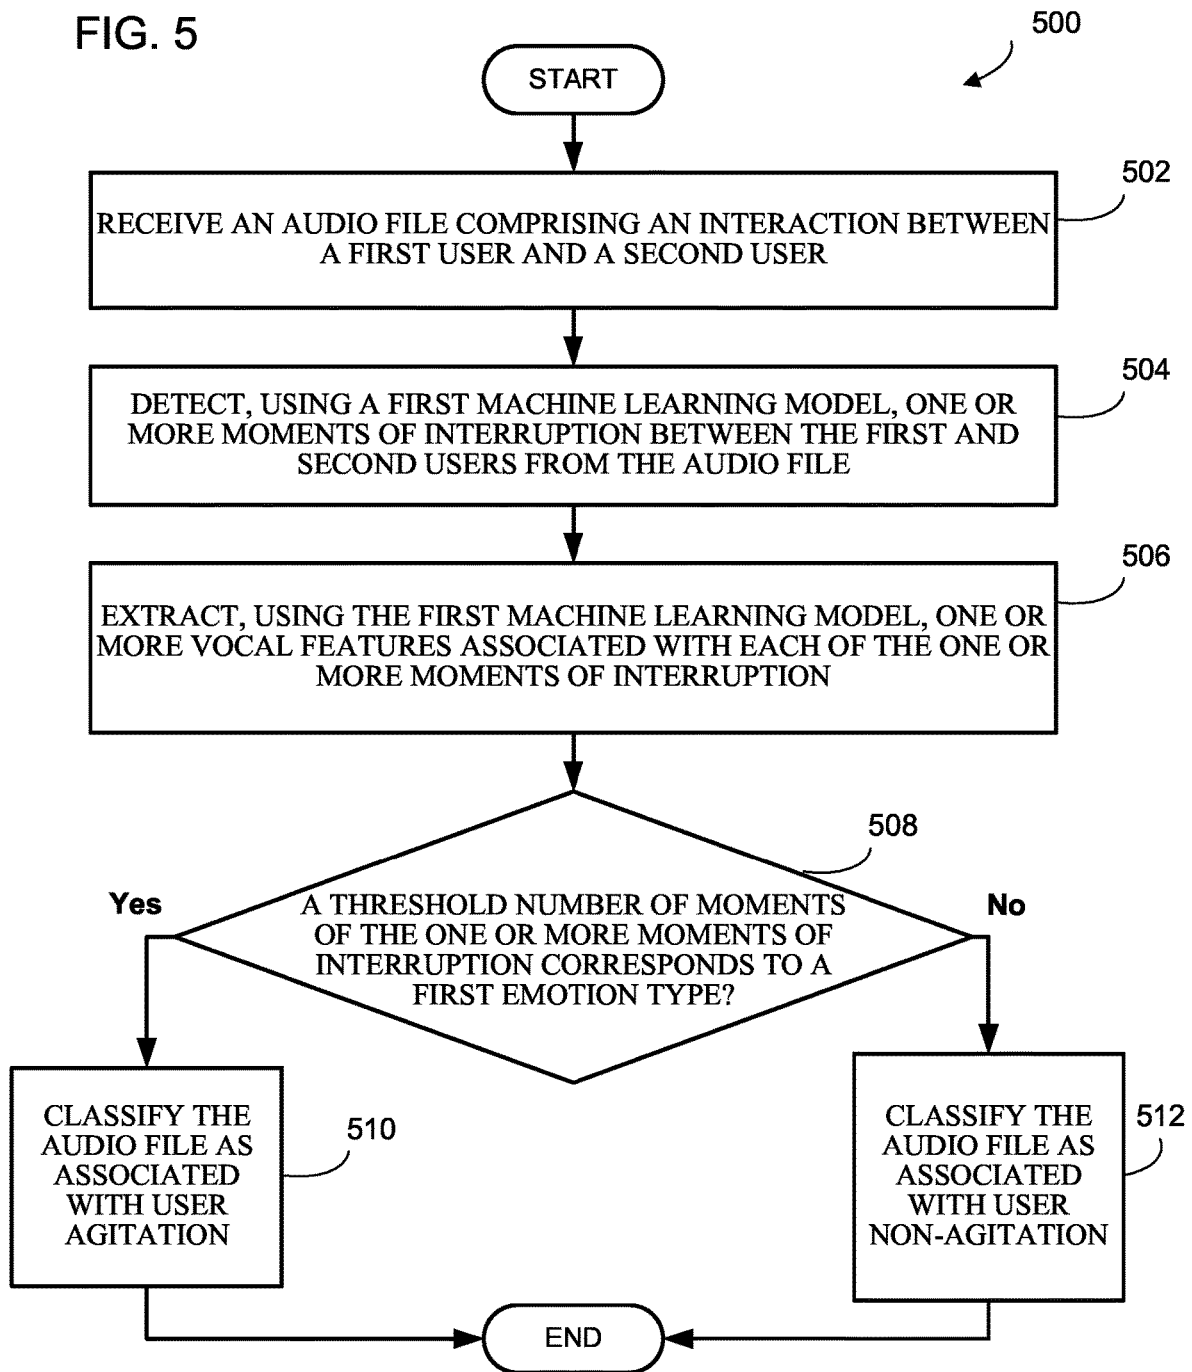 FIG. 5
500
START
502
RECEIVE AN AUDIO FILE COMPRISING AN INTERACTION BETWEEN
A FIRST USER AND A SECOND USER
504
DETECT, USING A FIRST MACHINE LEARNING MODEL, ONE OR
MORE MOMENTS OF INTERRUPTION BETWEEN THE FIRST AND
SECOND USERS FROM THE AUDIO FILE
506
EXTRACT, USING THE FIRST MACHINE LEARNING MODEL, ONE OR
MORE VOCAL FEATURES ASSOCIATED WITH EACH OF THE ONE OR
MORE MOMENTS OF INTERRUPTION
508
Yes
No
A THRESHOLD NUMBER OF MOMENTS
OF THE ONE OR MORE MOMENTS OF
INTERRUPTION CORRESPONDS TO A
FIRST EMOTION TYPE?
CLASSIFY THE
AUDIO FILE AS
ASSOCIATED
WITH USER
AGITATION
510
CLASSIFY THE
AUDIO FILE AS
ASSOCIATED
WITH USER
NON-AGITATION
512
END